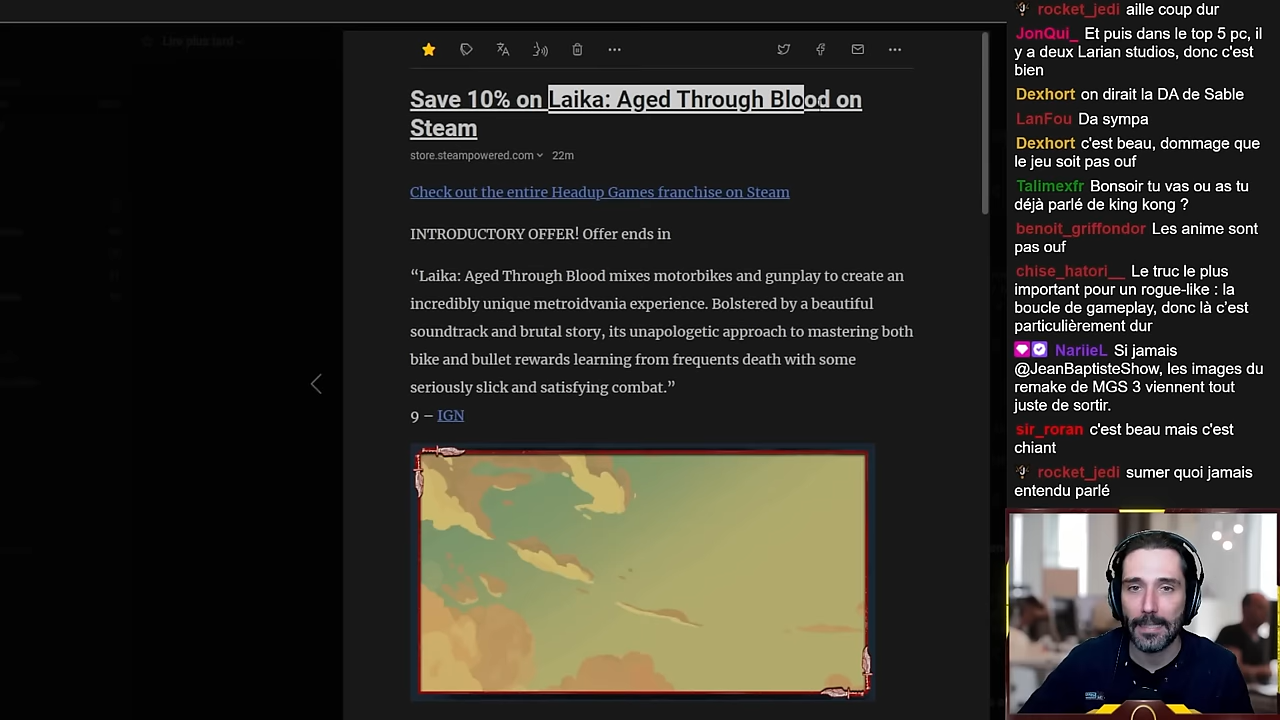 Lire plus tard
Save 10% on Laika: Aged Through Blood on
Steam
store.steampowered.com 22m
Check out the entire Headup Games franchise on Steam
INTRODUCTORY OFFER! Offer ends in
“Laika: Aged Through Blood mixes motorbikes and gunplay to create an
incredibly unique metroidvania experience. Bolstered by a beautiful
soundtrack and brutal story, its unapologetic approach to mastering both
bike and bullet rewards learning from frequents death with some
seriously slick and satisfying combat.”
9 – IGN
rocket_jedi aille coup dur
JonQui_ Et puis dans le top 5 pc, il
y a deux Larian studios, donc c'est
bien
Dexhort on dirait la DA de Sable
LanFou Da sympa
Dexhort c'est beau, dommage que
le jeu soit pas ouf
Talimexfr Bonsoir tu vas ou as tu
déjà parlé de king kong ?
benoit_griffondor Les anime sont
pas ouf
chise_hatori__ Le truc le plus
important pour un rogue-like : la
boucle de gameplay, donc là c'est
particulièrement dur
NariieL Si jamais
@JeanBaptisteShow, les images du
remake de MGS 3 viennent tout
juste de sortir.
sir_roran c'est beau mais c'est
chiant
rocket_jedi sumer quoi jamais
entendu parlé